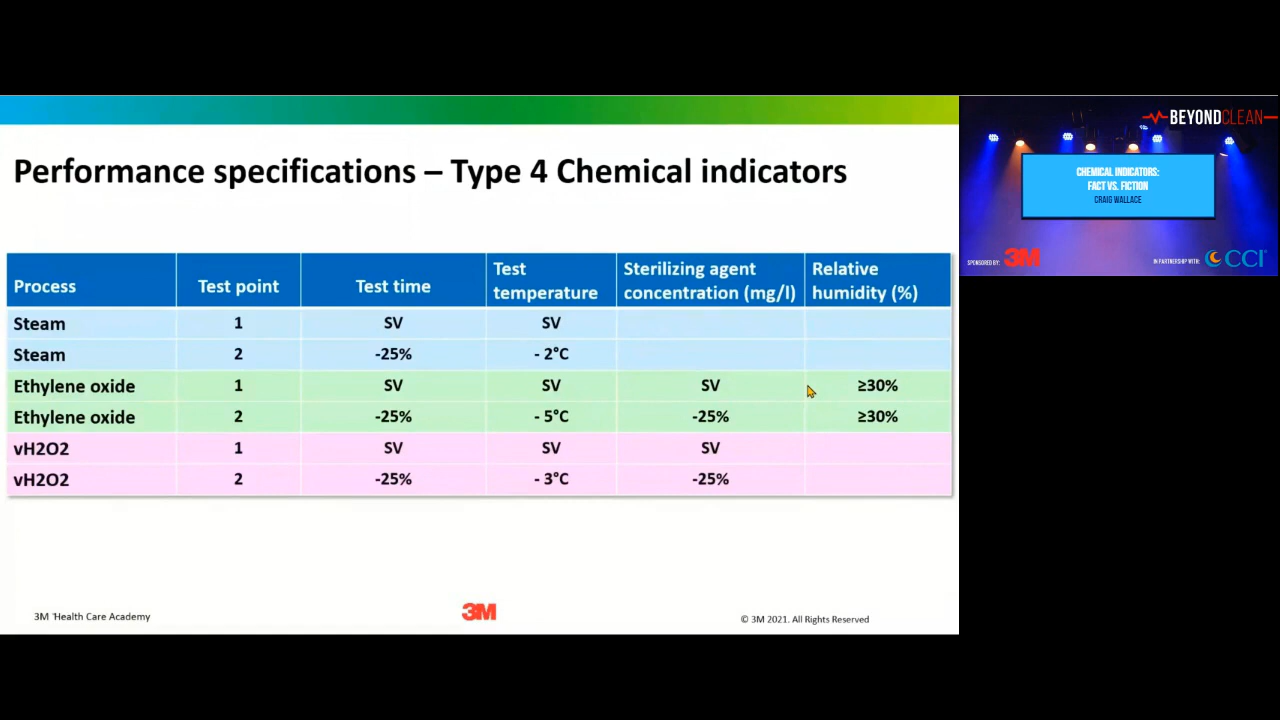 Performance specifications – Type 4 Chemical indicators
Process Test point Test time Test temperature Sterilizing agent concentration (mg/l) Relative humidity (%)
Steam 1 SV SV
Steam 2 -25% - 2°C
Ethylene oxide 1 SV SV SV ≥30%
Ethylene oxide 2 -25% - 5°C -25% ≥30%
vH2O2 1 SV SV SV
vH2O2 2 -25% - 3°C -25%
3M 'Health Care Academy
3M
© 3M 2021. All Rights Reserved
BEYONDCLEAN
CHEMICAL INDICATORS:
FACT VS. FICTION
CRAIG WALLACE
SPONSORED BY: 3M
IN PARTNERSHIP WITH: CCI